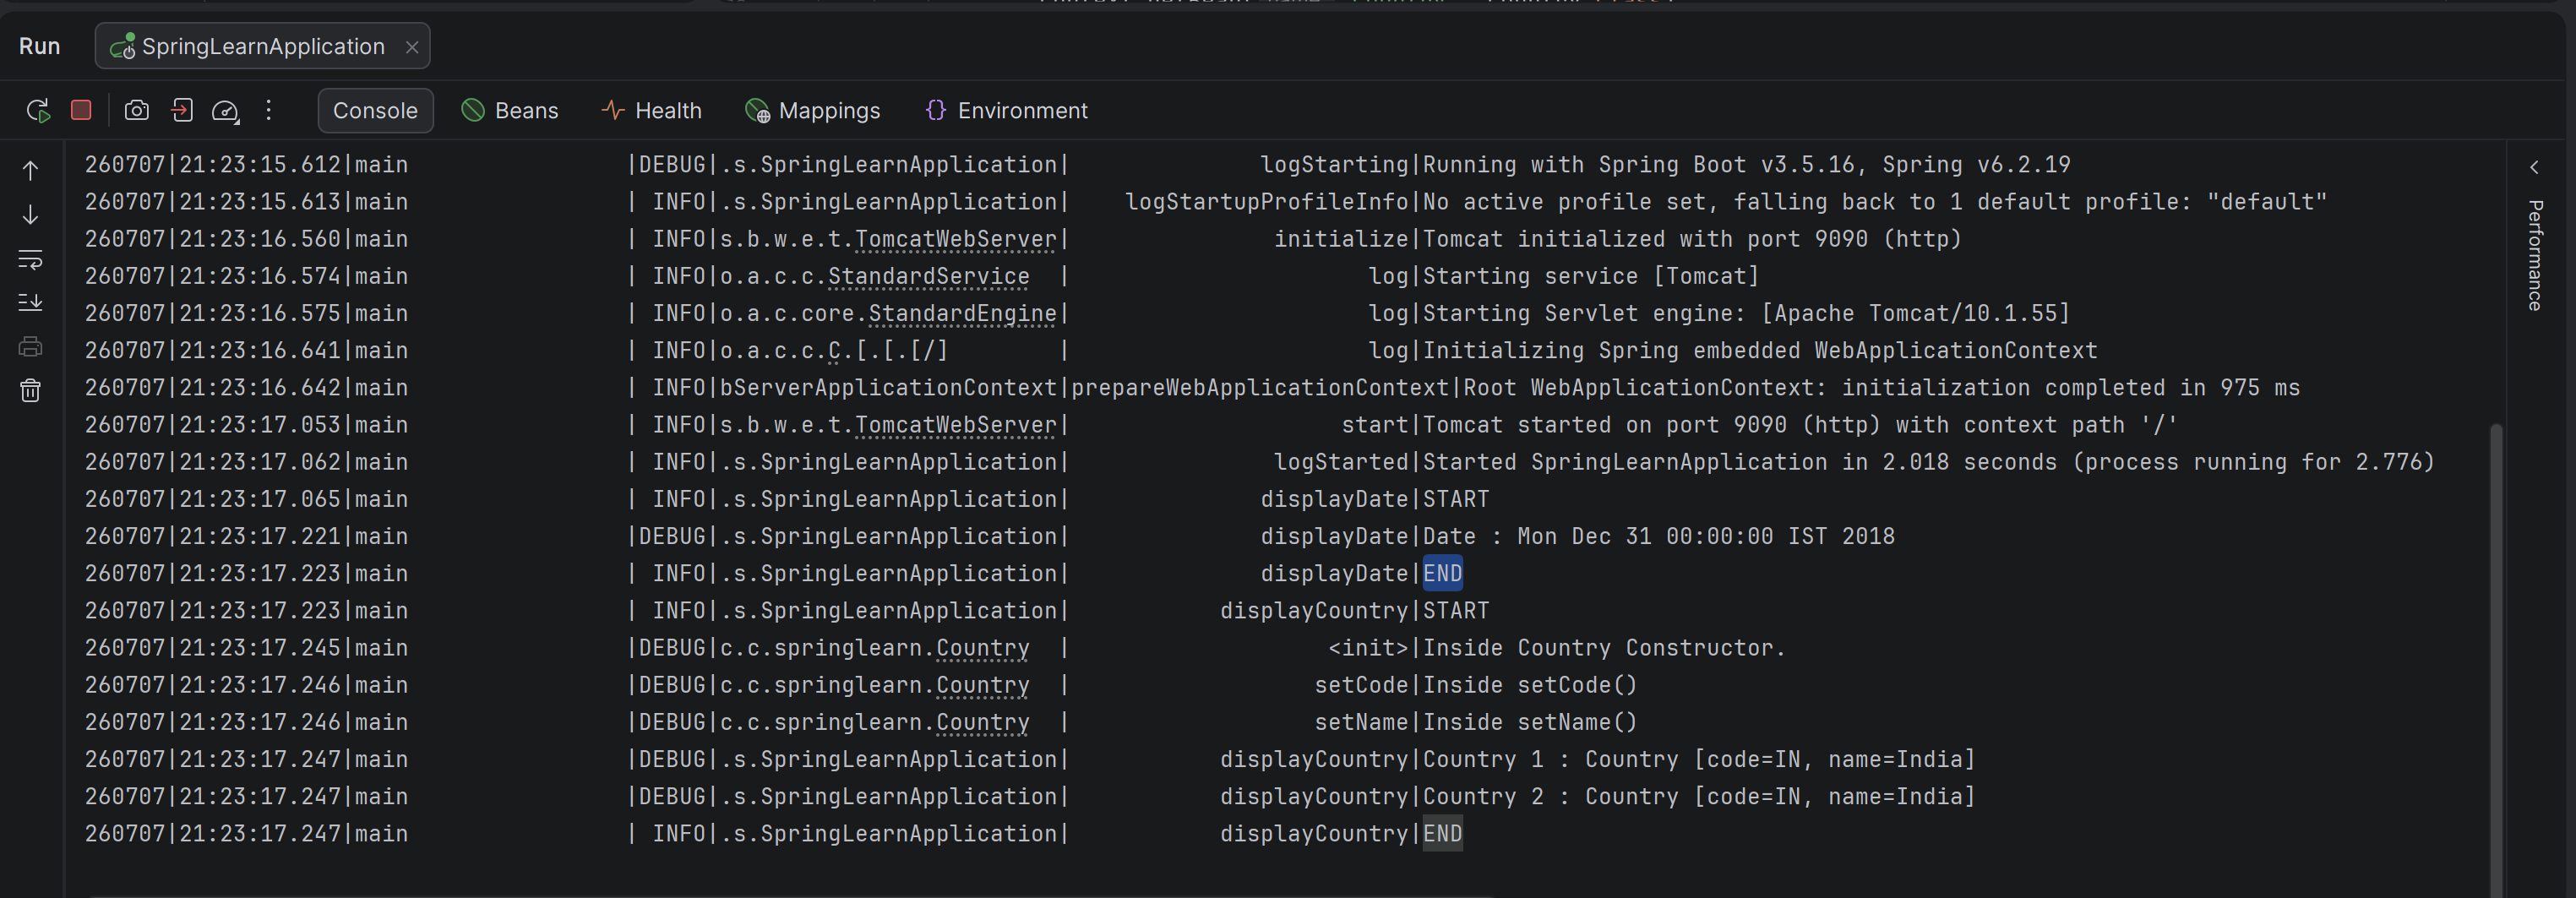 Run SpringLearnApplication
Console Beans Health Mappings Environment
260707|21:23:15.612|main                |DEBUG|.s.SpringLearnApplication|              logStarting|Running with Spring Boot v3.5.16, Spring v6.2.19
260707|21:23:15.613|main                | INFO|.s.SpringLearnApplication|    logStartupProfileInfo|No active profile set, falling back to 1 default profile: "default"
260707|21:23:16.560|main                | INFO|s.b.w.e.t.TomcatWebServer|               initialize|Tomcat initialized with port 9090 (http)
260707|21:23:16.574|main                | INFO|o.a.c.c.StandardService  |                      log|Starting service [Tomcat]
260707|21:23:16.575|main                | INFO|o.a.c.core.StandardEngine|                      log|Starting Servlet engine: [Apache Tomcat/10.1.55]
260707|21:23:16.641|main                | INFO|o.a.c.c.C.[.[.[/]        |                      log|Initializing Spring embedded WebApplicationContext
260707|21:23:16.642|main                | INFO|bServerApplicationContext|prepareWebApplicationContext|Root WebApplicationContext: initialization completed in 975 ms
260707|21:23:17.053|main                | INFO|s.b.w.e.t.TomcatWebServer|                    start|Tomcat started on port 9090 (http) with context path '/'
260707|21:23:17.062|main                | INFO|.s.SpringLearnApplication|               logStarted|Started SpringLearnApplication in 2.018 seconds (process running for 2.776)
260707|21:23:17.065|main                | INFO|.s.SpringLearnApplication|              displayDate|START
260707|21:23:17.221|main                |DEBUG|.s.SpringLearnApplication|              displayDate|Date : Mon Dec 31 00:00:00 IST 2018
260707|21:23:17.223|main                | INFO|.s.SpringLearnApplication|              displayDate|END
260707|21:23:17.223|main                | INFO|.s.SpringLearnApplication|           displayCountry|START
260707|21:23:17.245|main                |DEBUG|c.c.springlearn.Country  |                   <init>|Inside Country Constructor.
260707|21:23:17.246|main                |DEBUG|c.c.springlearn.Country  |                  setCode|Inside setCode()
260707|21:23:17.246|main                |DEBUG|c.c.springlearn.Country  |                  setName|Inside setName()
260707|21:23:17.247|main                |DEBUG|.s.SpringLearnApplication|           displayCountry|Country 1 : Country [code=IN, name=India]
260707|21:23:17.247|main                |DEBUG|.s.SpringLearnApplication|           displayCountry|Country 2 : Country [code=IN, name=India]
260707|21:23:17.247|main                | INFO|.s.SpringLearnApplication|           displayCountry|END
Performance